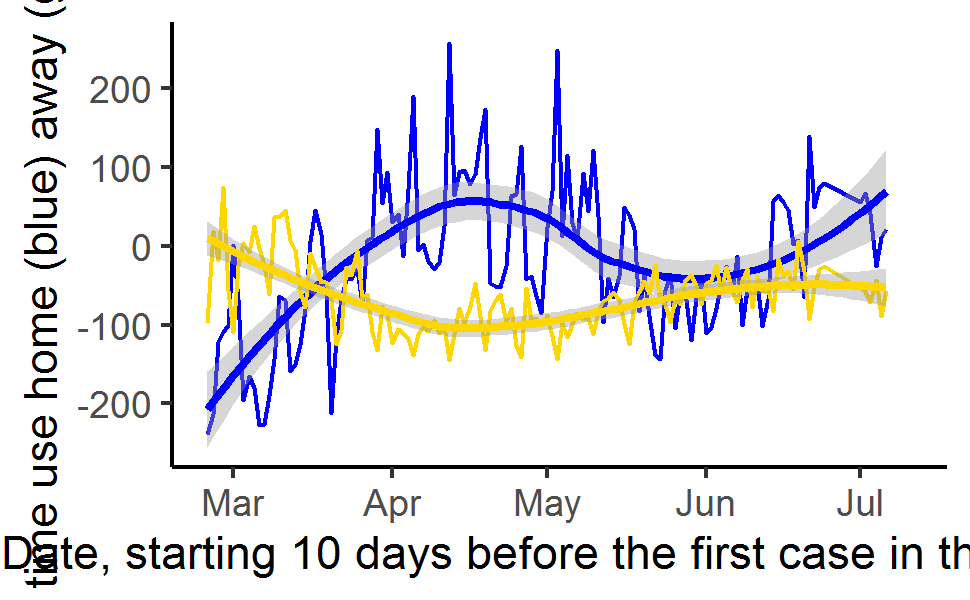 time use home (blue) away (g
200
100
0
-100
-200
Mar Apr May Jun Jul
Date, starting 10 days before the first case in th